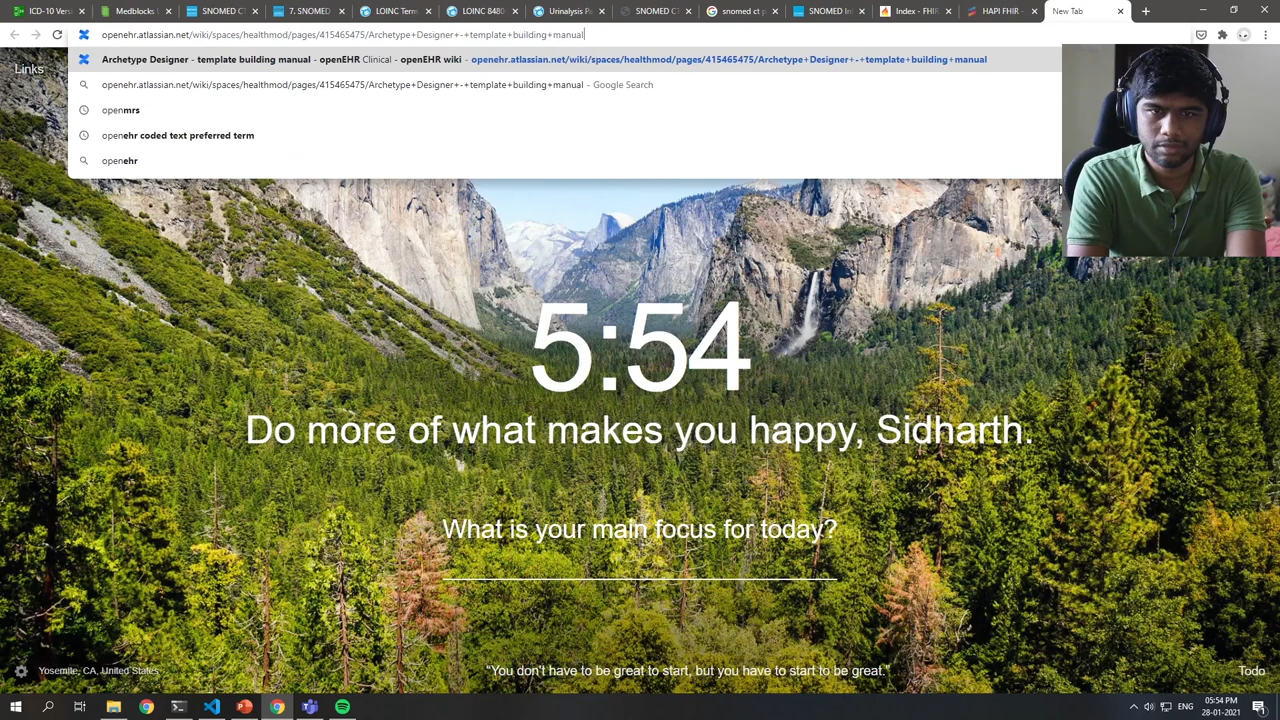 ICD-10 Vers
Medblocks
SNOMED CT
7. SNOMED
LOINC Term
LOINC 8480
Urinalysis Pa
SNOMED CT
snomed ct p
SNOMED Int
Index - FHIR
HAPI FHIR -
New Tab
openehr.atlassian.net/wiki/spaces/healthmod/pages/415465475/Archetype+Designer+-+template+building+manual
Links
Archetype Designer - template building manual - openEHR Clinical - openEHR wiki - openehr.atlassian.net/wiki/spaces/healthmod/pages/415465475/Archetype+Designer+-+template+building+manual
openehr.atlassian.net/wiki/spaces/healthmod/pages/415465475/Archetype+Designer+-+template+building+manual - Google Search
openmrs
openehr coded text preferred term
openehr
5:54
Do more of what makes you happy, Sidharth.
What is your main focus for today?
Yosemite, CA, United States
"You don't have to be great to start, but you have to start to be great."
Todo
ENG
05:54 PM
28-01-2021